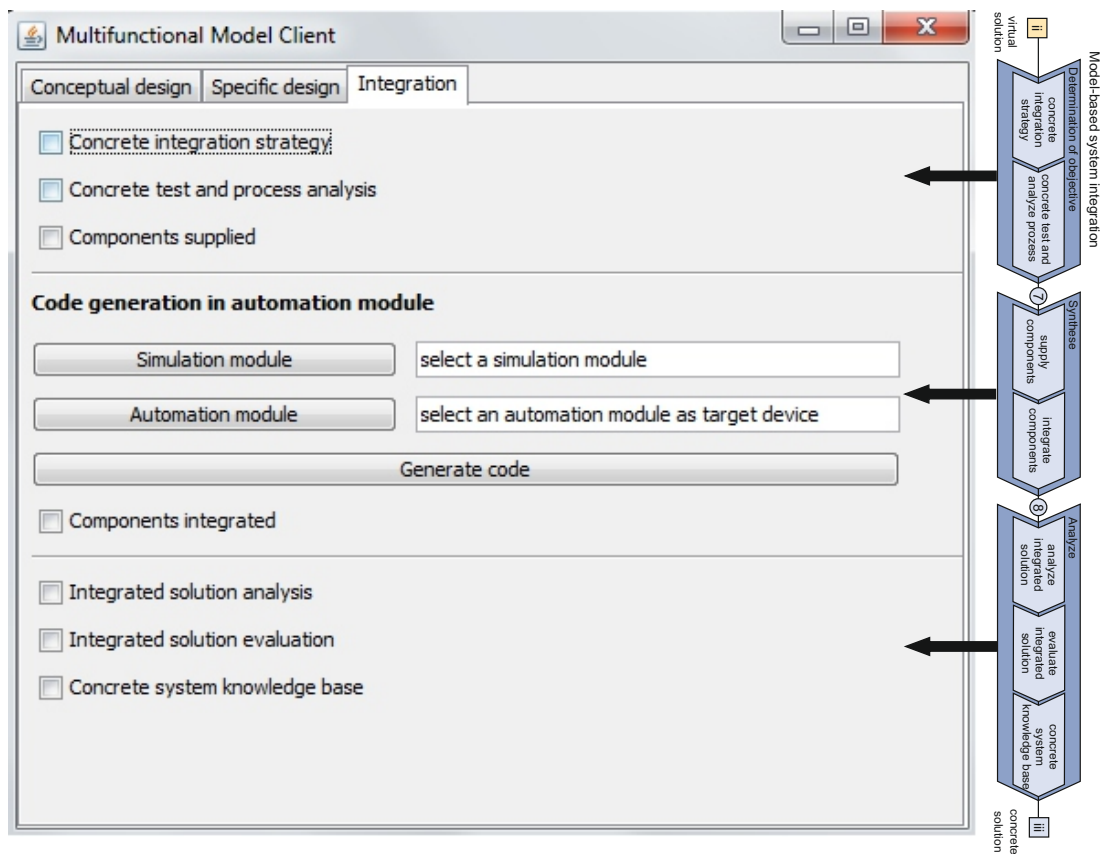 Multifunctional Model Client
Conceptual design
Specific design
Integration
Concrete integration strategy
Concrete test and process analysis
Components supplied
Code generation in automation module
Simulation module
select a simulation module
Automation module
select an automation module as target device
Generate code
Components integrated
Integrated solution analysis
Integrated solution evaluation
Concrete system knowledge base
Model-based system integration
ii
virtual
solution
Determination of obejective
concrete
integration
strategy
concrete test and
analyze prozess
7
Synthese
supply
components
integrate
components
8
Analyze
analyze
integrated
solution
evaluate
integrated
solution
concrete
system
knowledge base
iii
concrete
solution